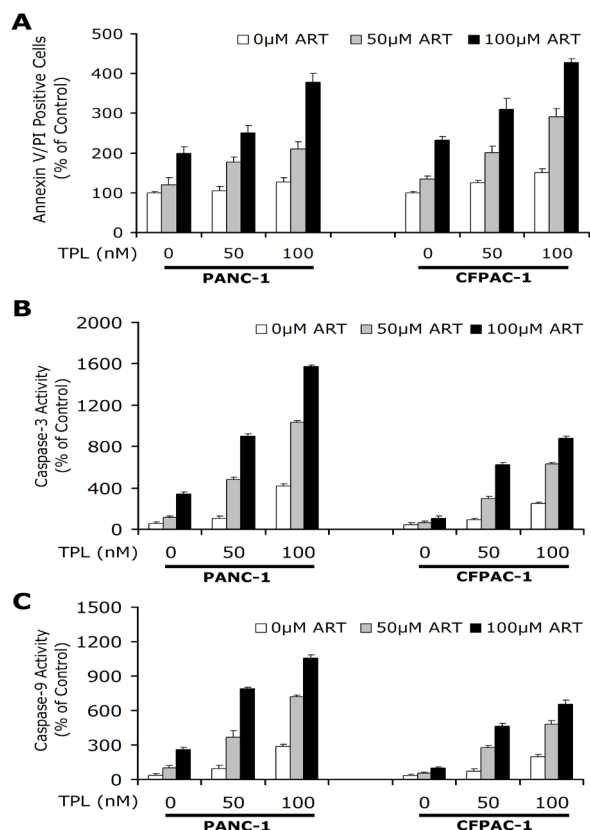 A
Annexin V/PI Positive Cells
(% of Control)
500
400
300
200
100
0
0µM ART 50µM ART 100µM ART
TPL (nM) 0 50 100 0 50 100
PANC-1 CFPAC-1
B
Caspase-3 Activity
(% of Control)
2000
1600
1200
800
400
0
0µM ART 50µM ART 100µM ART
TPL (nM) 0 50 100 0 50 100
PANC-1 CFPAC-1
C
Caspase-9 Activity
(% of Control)
1500
1200
900
600
300
0
0µM ART 50µM ART 100µM ART
TPL (nM) 0 50 100 0 50 100
PANC-1 CFPAC-1